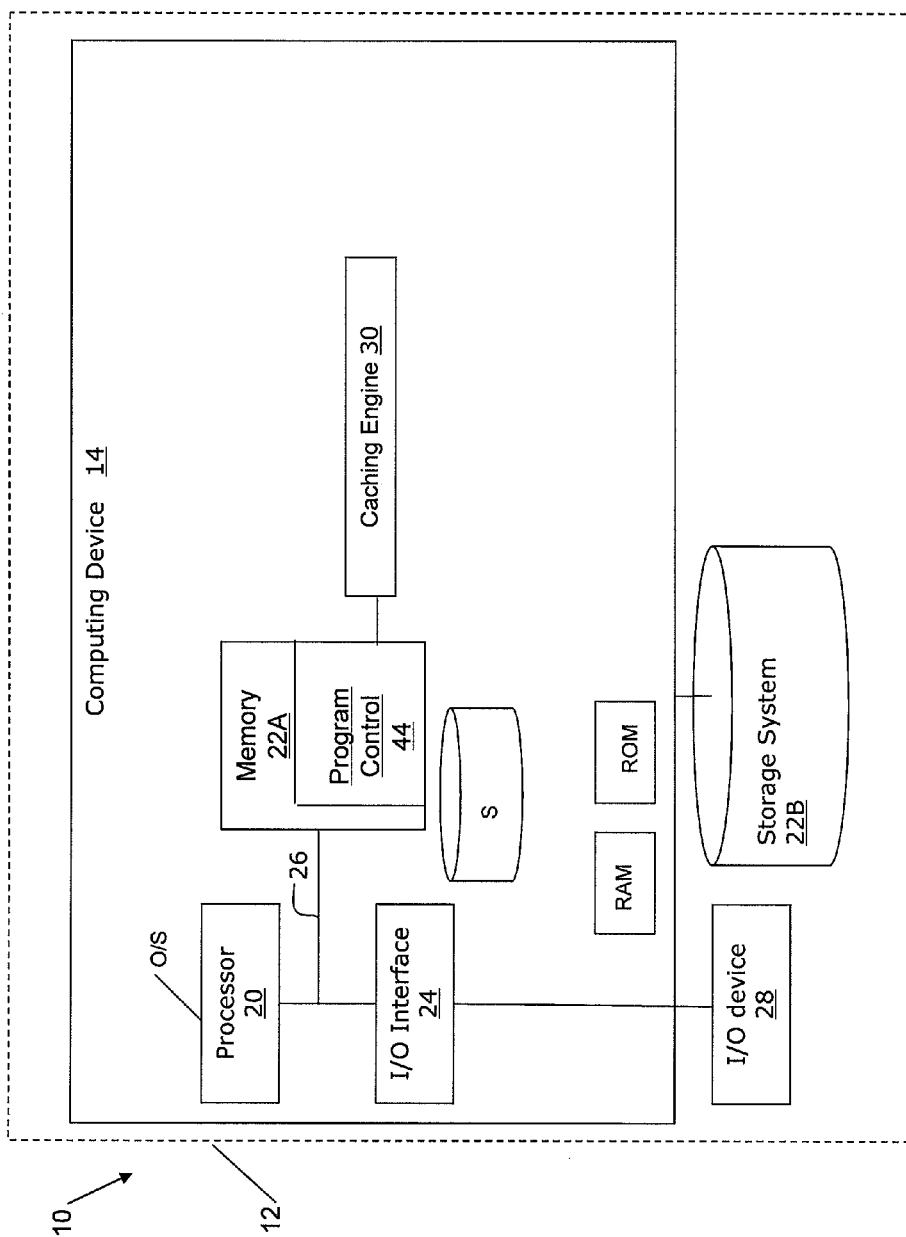 10
12
Computing Device 14
O/S
Processor
20
26
Memory
22A
Program
Control
44
Caching Engine 30
I/O Interface
24
S
RAM
ROM
I/O device
28
Storage System
22B